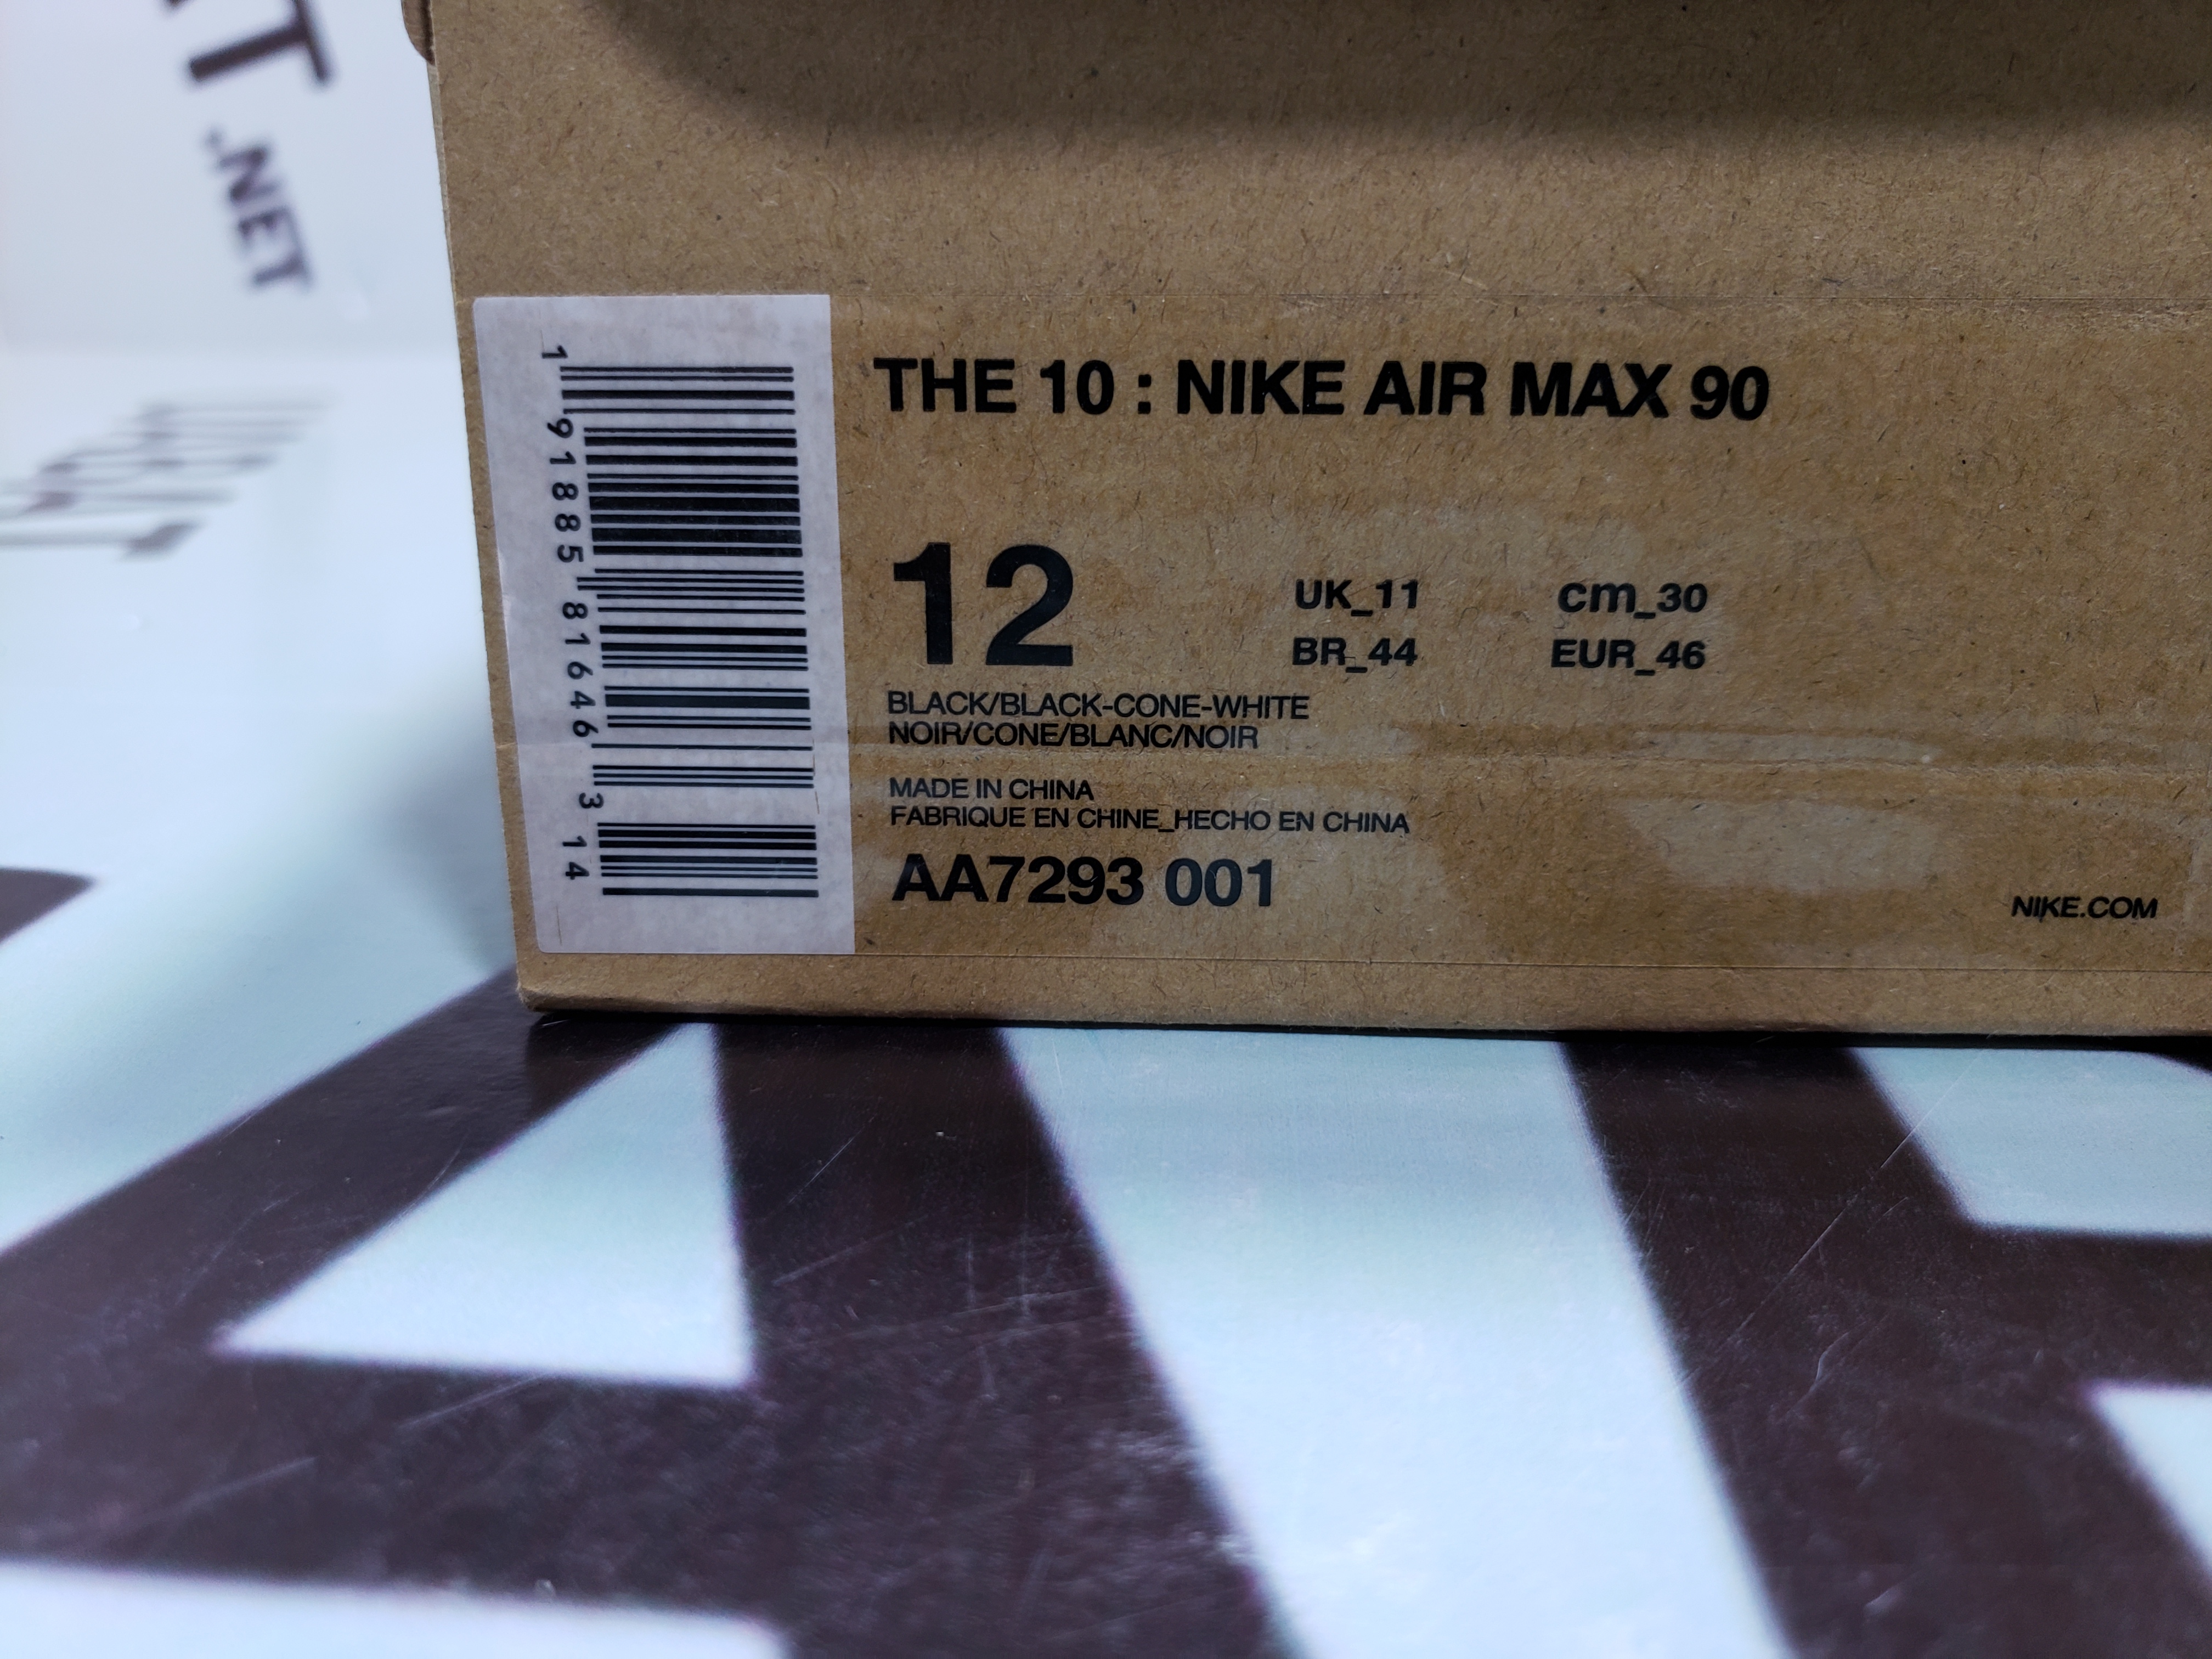 T
.NET
1 91885 81646 3 14
THE 10 : NIKE AIR MAX 90
12
UK_11 cm_30
BR_44 EUR_46
BLACK/BLACK-CONE-WHITE
NOIR/CONE/BLANC/NOIR
MADE IN CHINA
FABRIQUE EN CHINE_HECHO EN CHINA
AA7293 001
NIKE.COM